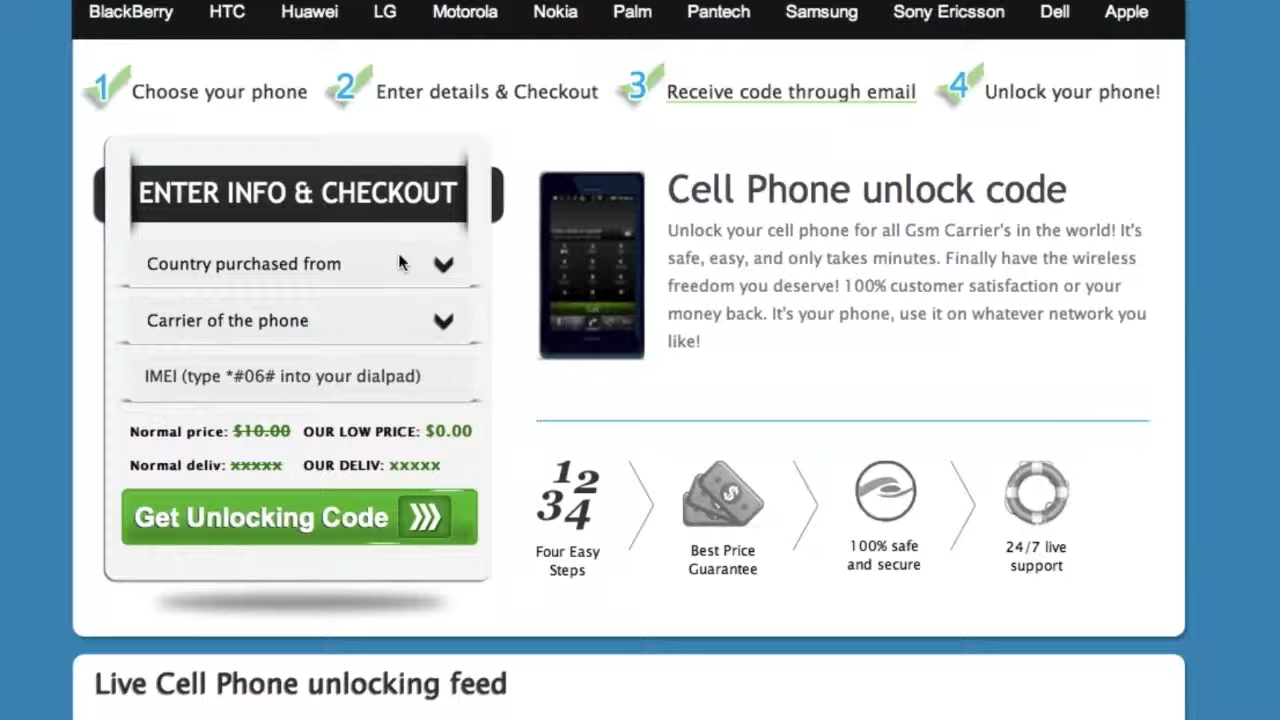 BlackBerry HTC Huawei LG Motorola Nokia Palm Pantech Samsung Sony Ericsson Dell Apple
1 Choose your phone 2 Enter details & Checkout 3 Receive code through email 4 Unlock your phone!
ENTER INFO & CHECKOUT
Country purchased from
Carrier of the phone
IMEI (type *#06# into your dialpad)
Normal price: $10.00 OUR LOW PRICE: $0.00
Normal deliv: xxxxx OUR DELIV: xxxxx
Get Unlocking Code
Cell Phone unlock code
Unlock your cell phone for all Gsm Carrier's in the world! It's
safe, easy, and only takes minutes. Finally have the wireless
freedom you deserve! 100% customer satisfaction or your
money back. It's your phone, use it on whatever network you
like!
1 2
3 4
Four Easy
Steps
$
Best Price
Guarantee
100% safe
and secure
24/7 live
support
Live Cell Phone unlocking feed